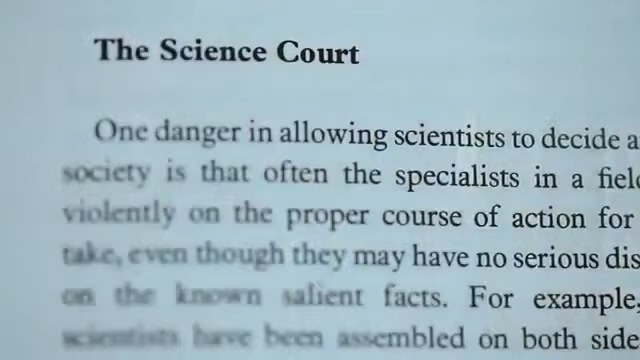 The Science Court
One danger in allowing scientists to decide a
society is that often the specialists in a fiel
violently on the proper course of action for
take, even though they may have no serious dis
on the known salient facts. For example,
scientists have been assembled on both side